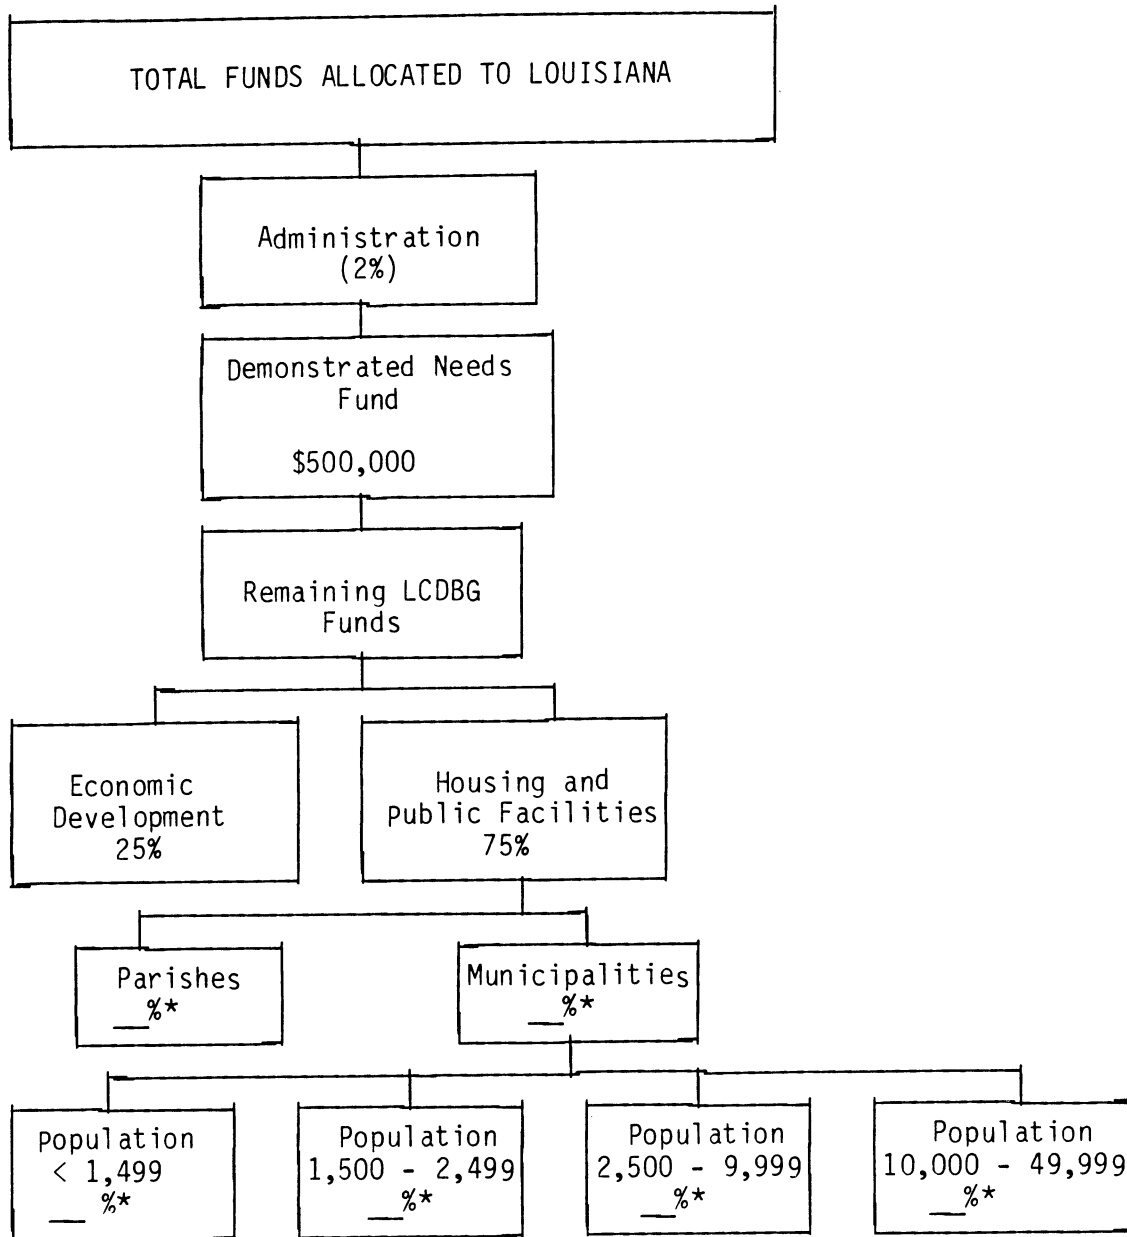 TOTAL FUNDS ALLOCATED TO LOUISIANA
Administration
(2%)
Demonstrated Needs
Fund
$500,000
Remaining LCDBG
Funds
Economic
Development
25%
Housing and
Public Facilities
75%
Parishes
__%*
Municipalities
__%*
Population
< 1,499
__ %*
Population
1,500 - 2,499
__%*
Population
2,500 - 9,999
__%*
Population
10,000 - 49,999
__%*